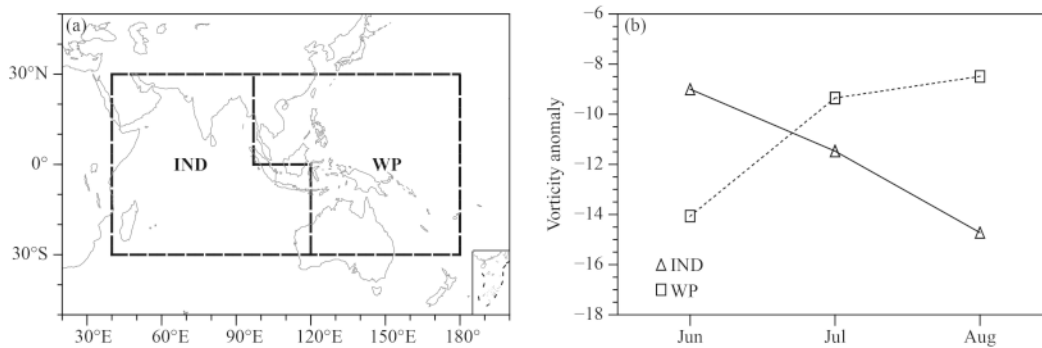 (a)
30°N
0°
30°S
IND
WP
30°E 60°E 90°E 120°E 150°E 180°
(b)
Vorticity anomaly
−6
−8
−10
−12
−14
−16
−18
IND
WP
Jun Jul Aug